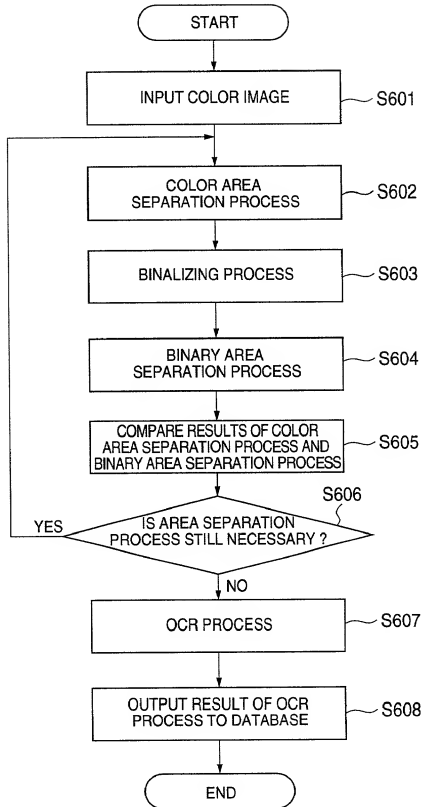 START
INPUT COLOR IMAGE
S601
COLOR AREA
SEPARATION PROCESS
S602
BINALIZING PROCESS
S603
BINARY AREA
SEPARATION PROCESS
S604
COMPARE RESULTS OF COLOR
AREA SEPARATION PROCESS AND
BINARY AREA SEPARATION PROCESS
S605
S606
IS AREA SEPARATION
PROCESS STILL NECESSARY ?
YES
NO
OCR PROCESS
S607
OUTPUT RESULT OF OCR
PROCESS TO DATABASE
S608
END